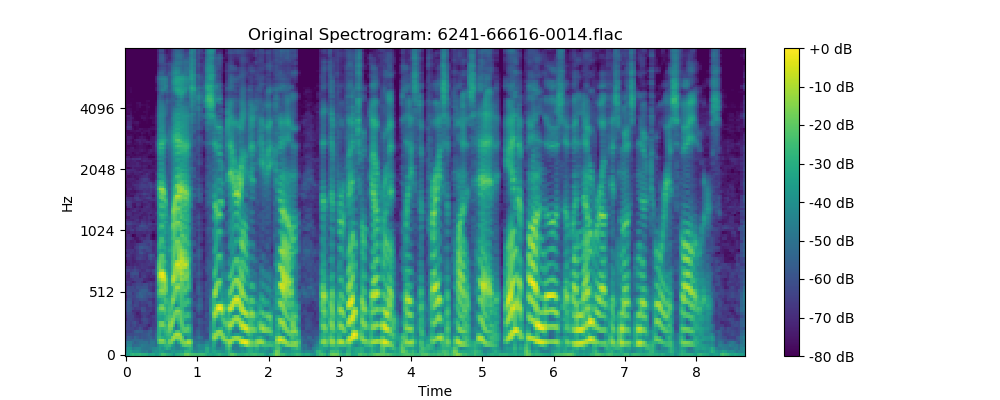 Original Spectrogram: 6241-66616-0014.flac
Hz
4096
2048
1024
512
0
0 1 2 3 4 5 6 7 8
Time
+0 dB
-10 dB
-20 dB
-30 dB
-40 dB
-50 dB
-60 dB
-70 dB
-80 dB